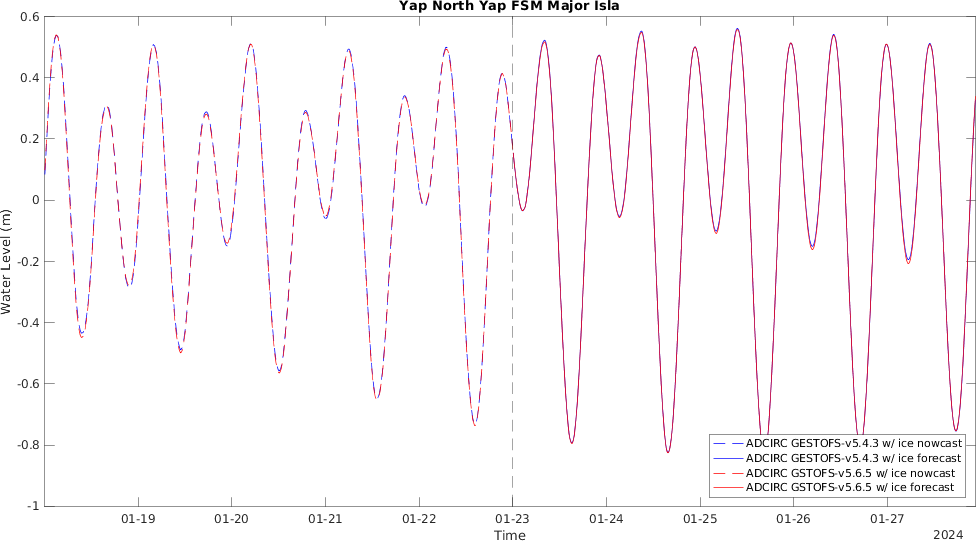 Yap North Yap FSM Major Isla
0.6
0.4
0.2
0
-0.2
-0.4
-0.6
-0.8
-1
Water Level (m)
01-19
01-20
01-21
01-22
01-23
01-24
01-25
01-26
01-27
Time
2024
ADCIRC GESTOFS-v5.4.3 w/ ice nowcast
ADCIRC GESTOFS-v5.4.3 w/ ice forecast
ADCIRC GSTOFS-v5.6.5 w/ ice nowcast
ADCIRC GSTOFS-v5.6.5 w/ ice forecast